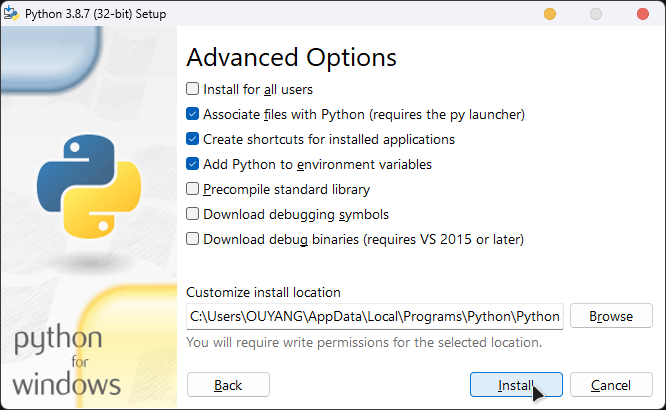 Python 3.8.7 (32-bit) Setup
Advanced Options
Install for all users
Associate files with Python (requires the py launcher)
Create shortcuts for installed applications
Add Python to environment variables
Precompile standard library
Download debugging symbols
Download debug binaries (requires VS 2015 or later)
Customize install location
C:\Users\OUYANG\AppData\Local\Programs\Python\Python
Browse
You will require write permissions for the selected location.
python
for
windows
Back
Install
Cancel